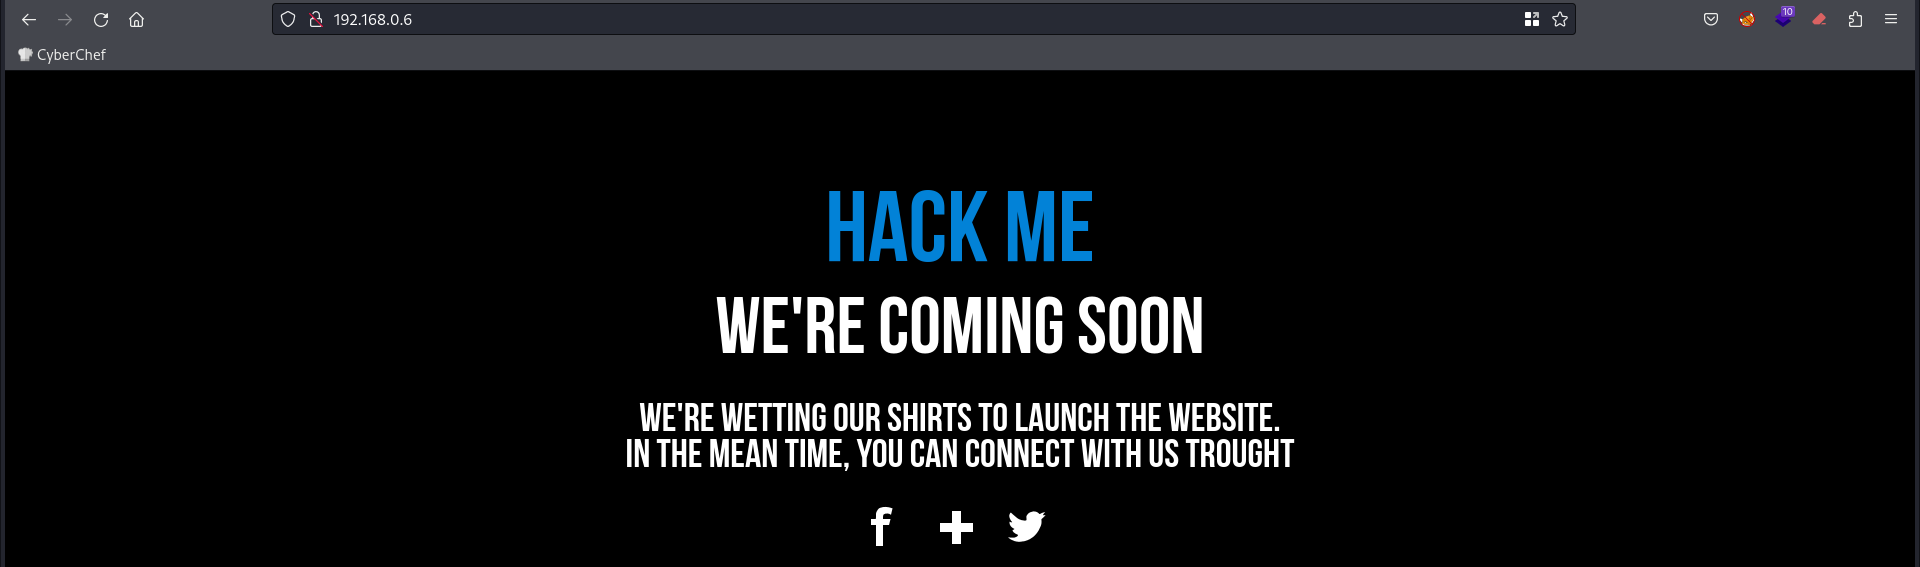 192.168.0.6
10
CyberChef
HACK ME
WE'RE COMING SOON
WE'RE WETTING OUR SHIRTS TO LAUNCH THE WEBSITE.
IN THE MEAN TIME, YOU CAN CONNECT WITH US TROUGHT